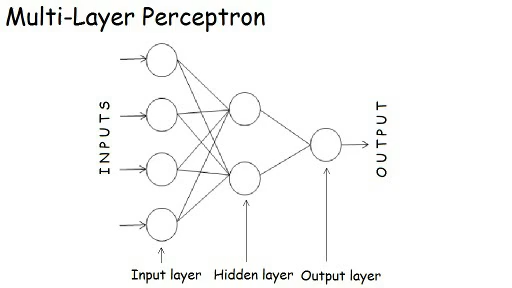 Multi-Layer Perceptron
INPUTS
OUTPUT
Input layer
Hidden layer
Output layer